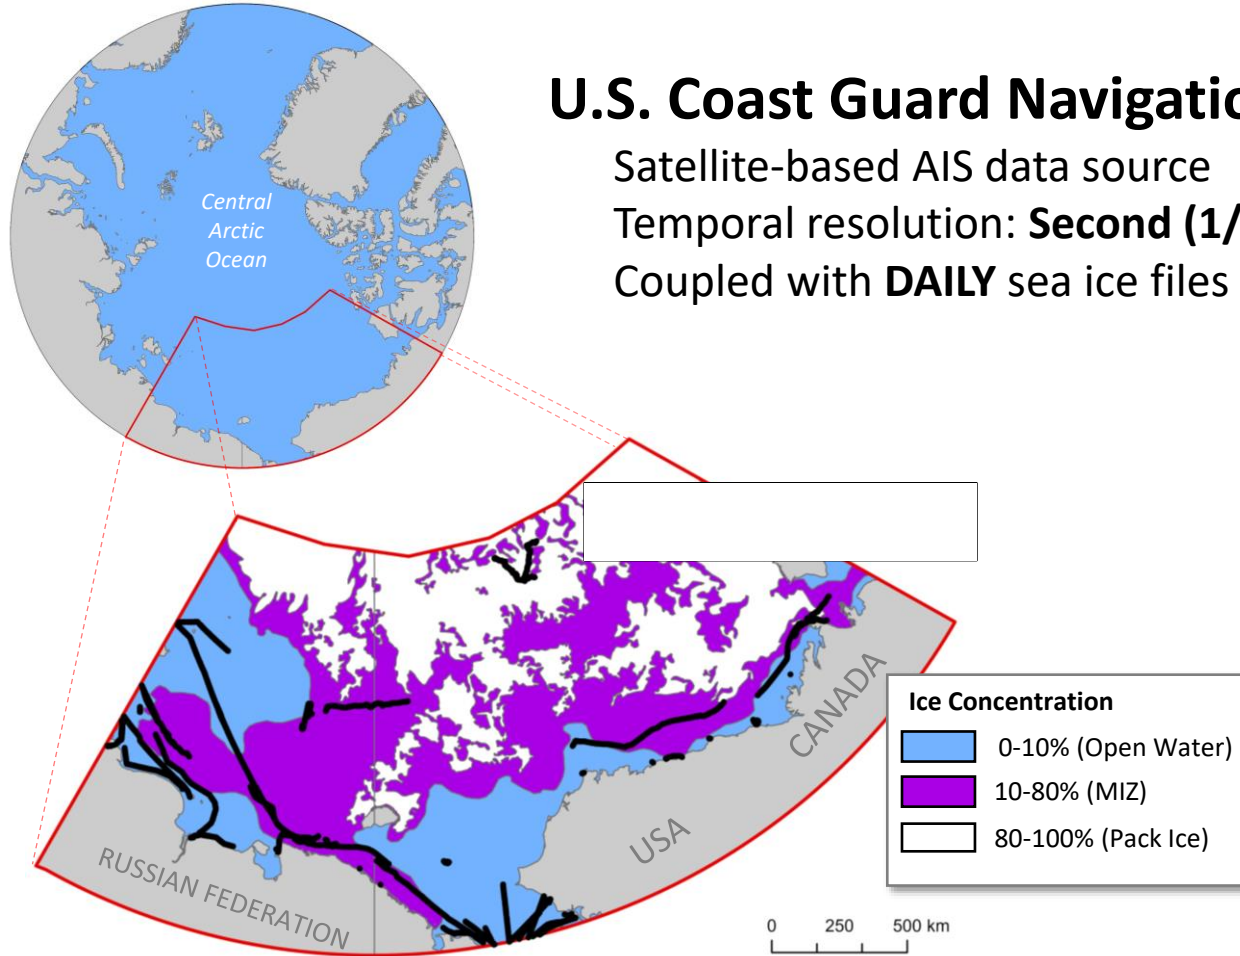 U.S. Coast Guard Navigatio
Satellite-based AIS data source
Temporal resolution: Second (1/
Coupled with DAILY sea ice files
Central
Arctic
Ocean
CANADA
USA
RUSSIAN FEDERATION
Ice Concentration
0-10% (Open Water)
10-80% (MIZ)
80-100% (Pack Ice)
0 250 500 km